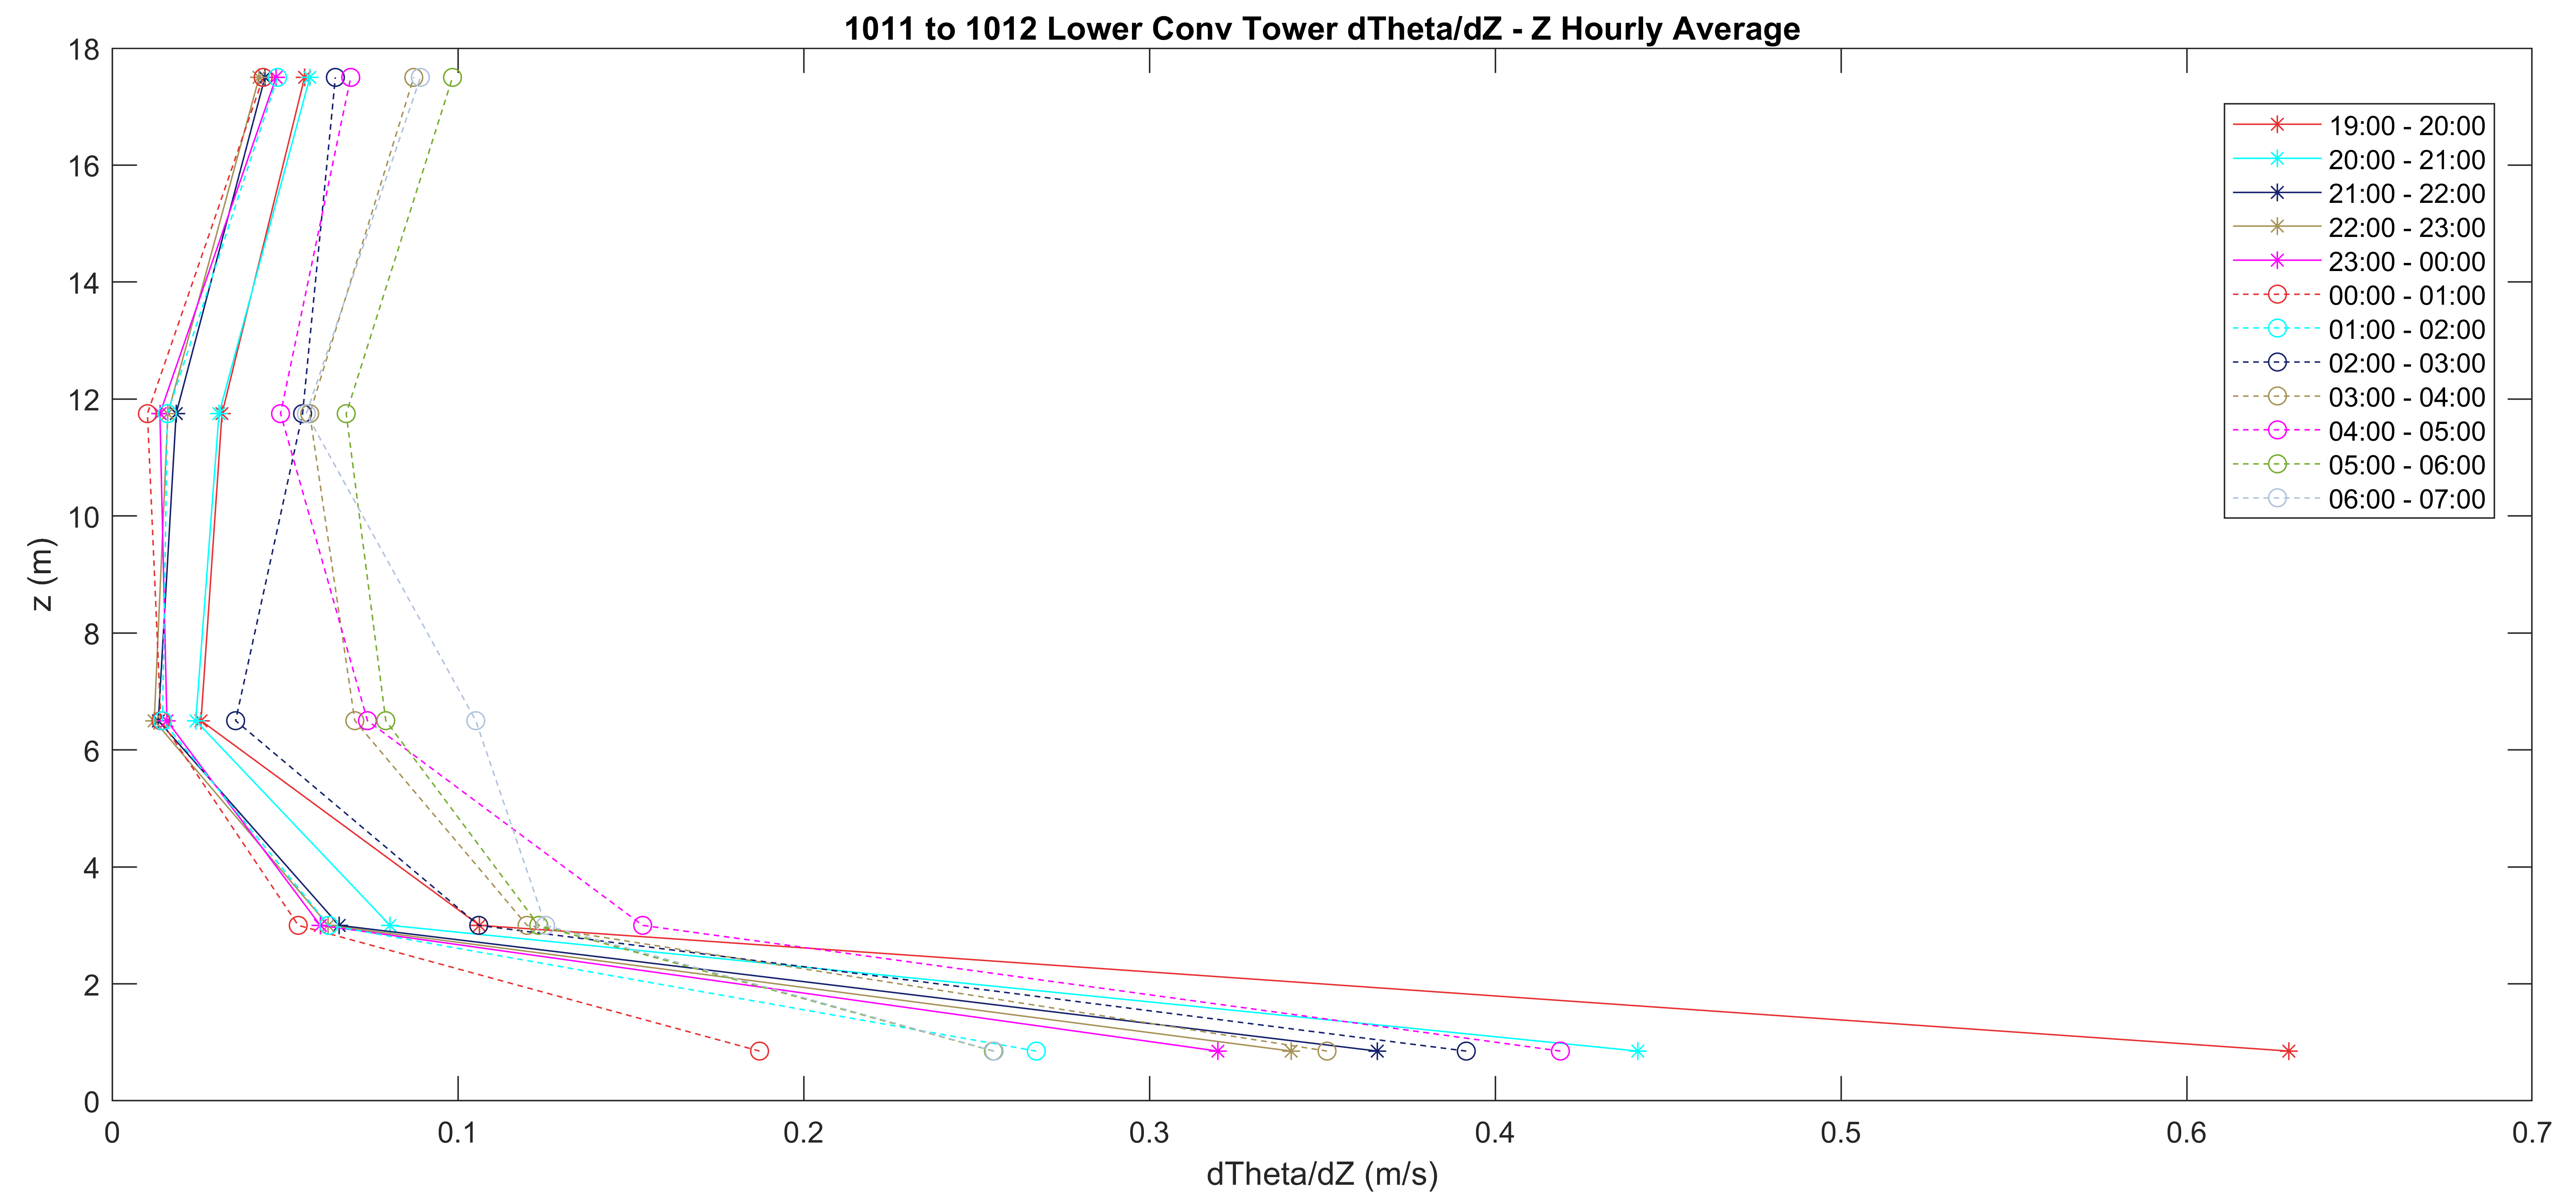 1011 to 1012 Lower Conv Tower dTheta/dZ - Z Hourly Average
18
16
14
12
10
8
6
4
2
0
z (m)
19:00 - 20:00
20:00 - 21:00
21:00 - 22:00
22:00 - 23:00
23:00 - 00:00
00:00 - 01:00
01:00 - 02:00
02:00 - 03:00
03:00 - 04:00
04:00 - 05:00
05:00 - 06:00
06:00 - 07:00
0 0.1 0.2 0.3 0.4 0.5 0.6 0.7
dTheta/dZ (m/s)